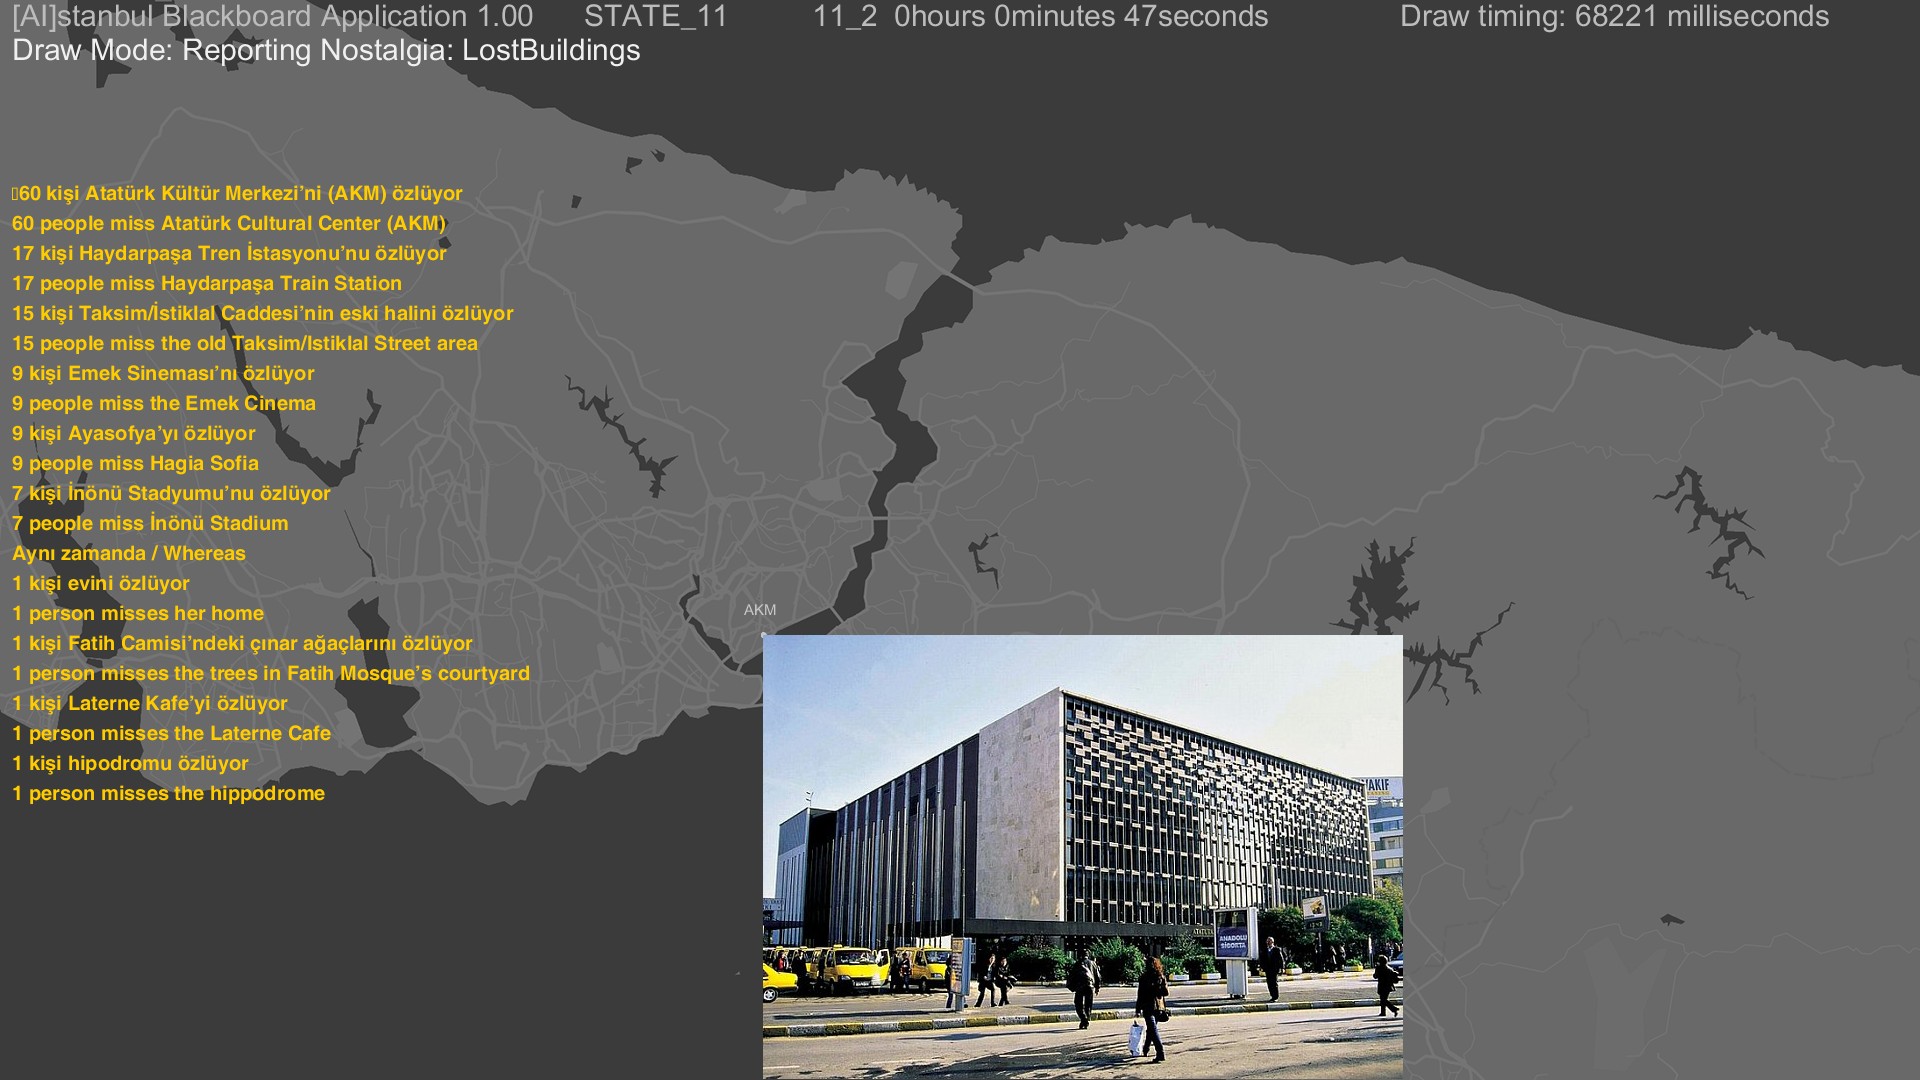 [AI]stanbul Blackboard Application 1.00 STATE_11 11_2 0hours 0minutes 47seconds Draw timing: 68221 milliseconds
Draw Mode: Reporting Nostalgia: LostBuildings
60 kişi Atatürk Kültür Merkezi’ni (AKM) özlüyor
60 people miss Atatürk Cultural Center (AKM)
17 kişi Haydarpaşa Tren İstasyonu’nu özlüyor
17 people miss Haydarpaşa Train Station
15 kişi Taksim/İstiklal Caddesi’nin eski halini özlüyor
15 people miss the old Taksim/Istiklal Street area
9 kişi Emek Sineması’nı özlüyor
9 people miss the Emek Cinema
9 kişi Ayasofya’yı özlüyor
9 people miss Hagia Sofia
7 kişi İnönü Stadyumu’nu özlüyor
7 people miss İnönü Stadium
Aynı zamanda / Whereas
1 kişi evini özlüyor
1 person misses her home
1 kişi Fatih Camisi’ndeki çınar ağaçlarını özlüyor
1 person misses the trees in Fatih Mosque’s courtyard
1 kişi Laterne Kafe’yi özlüyor
1 person misses the Laterne Cafe
1 kişi hipodromu özlüyor
1 person misses the hippodrome
AKM
ANADOLU
SİGORTA